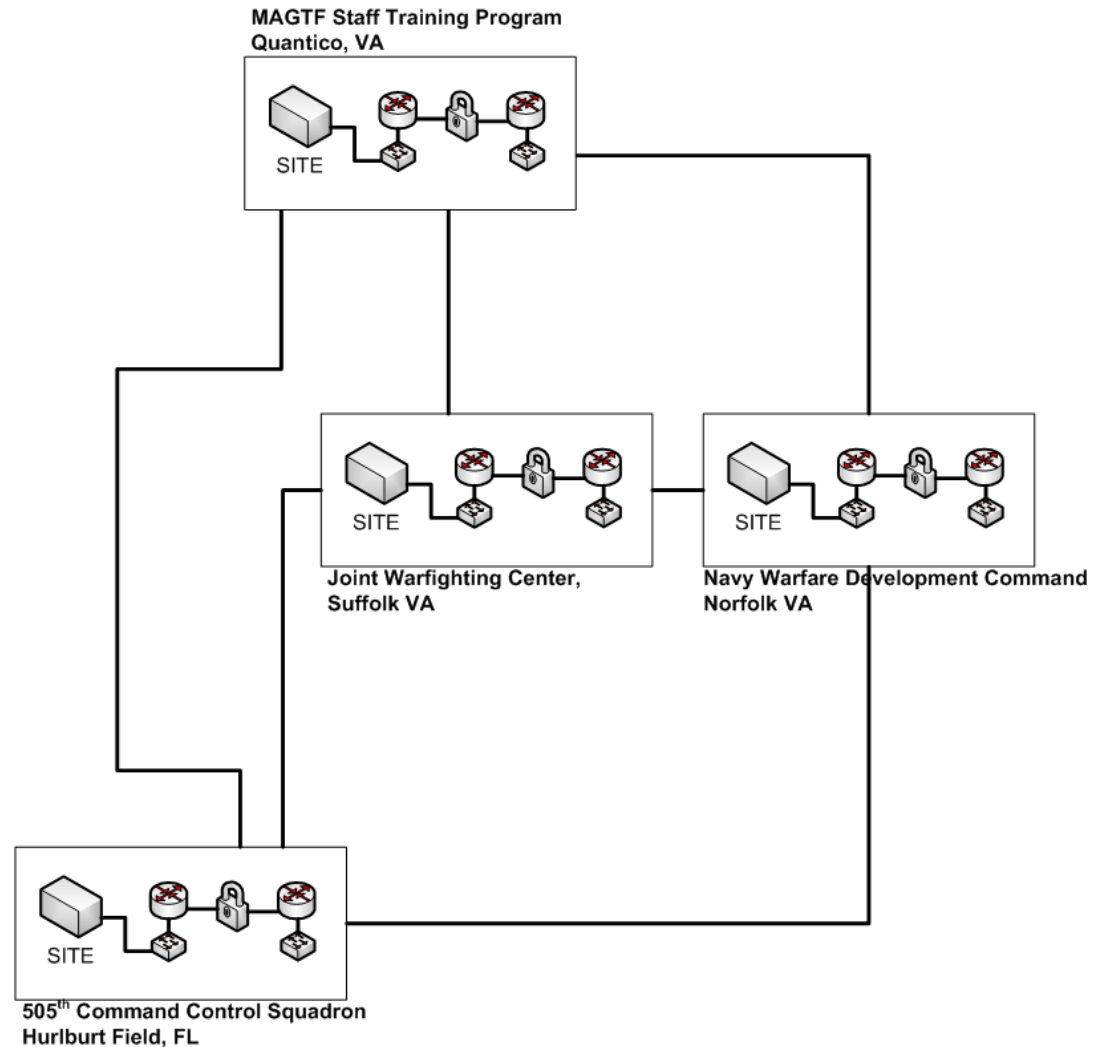 MAGTF Staff Training Program
Quantico, VA
SITE
SITE
SITE
Joint Warfighting Center,
Suffolk VA
Navy Warfare Development Command
Norfolk VA
SITE
505th Command Control Squadron
Hurlburt Field, FL